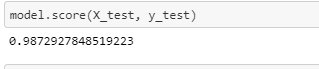 model.score(X_test, y_test)
0.9872927848519223